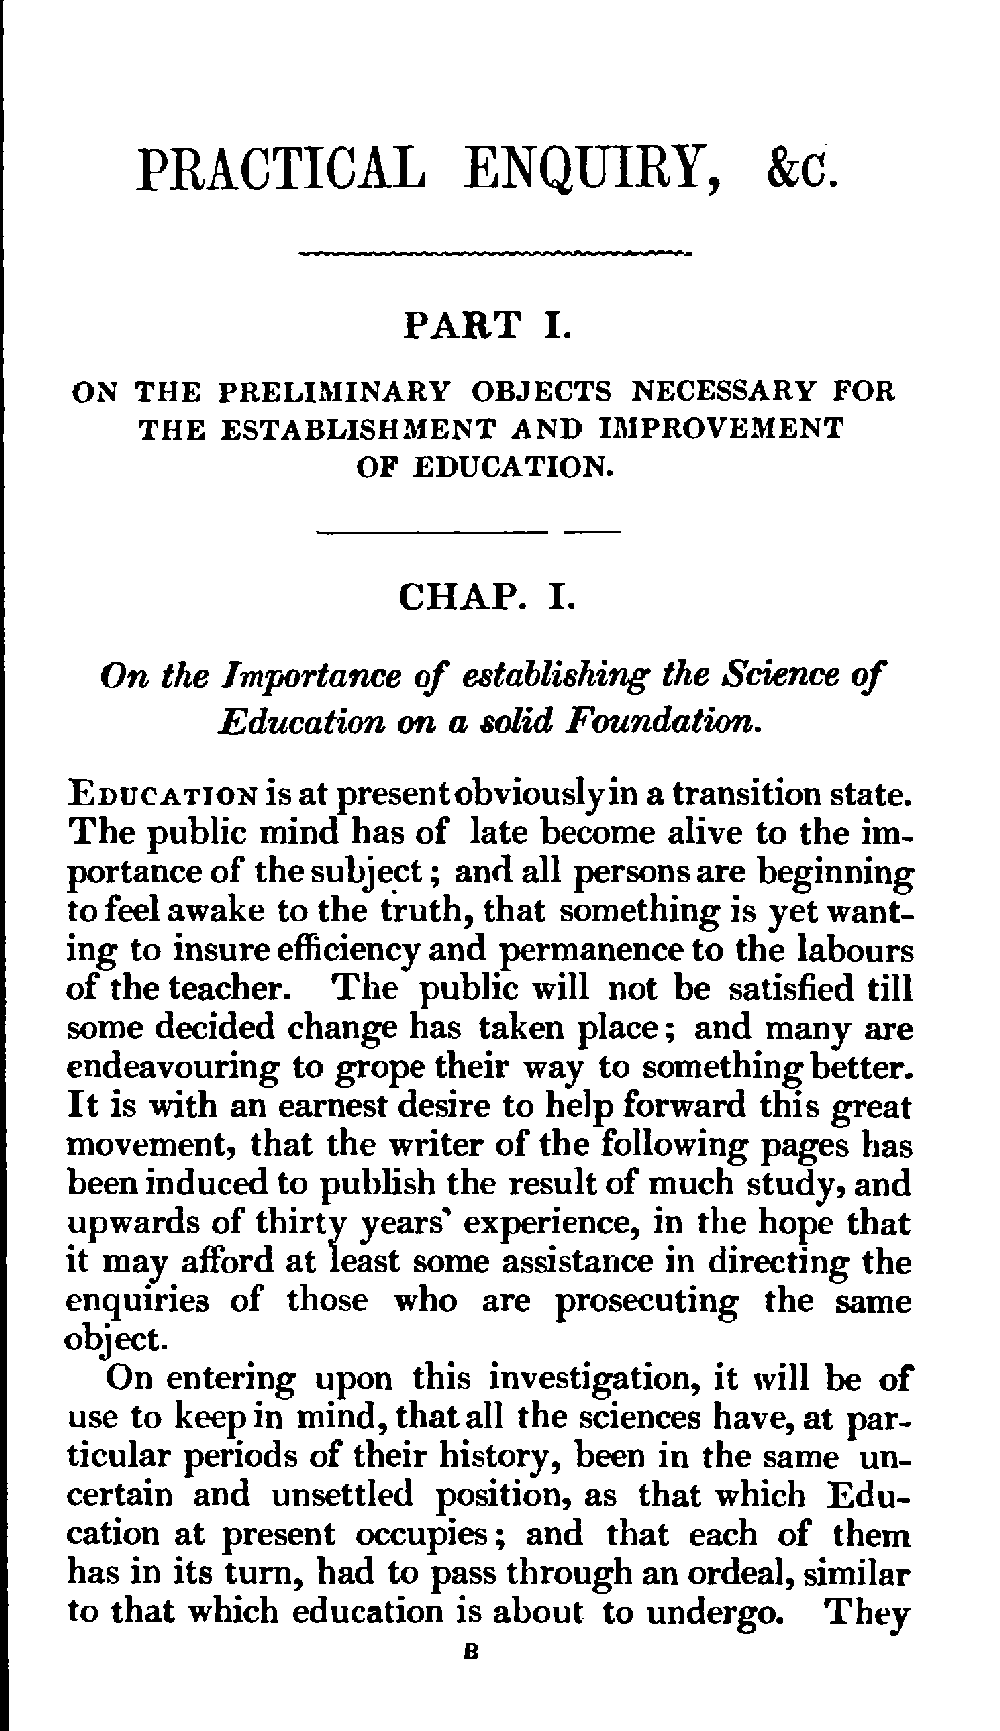 PRACTICAL ENQUIRY, &c.
PART I.
ON THE PRELIMINARY OBJECTS NECESSARY FOR
THE ESTABLISHMENT AND IMPROVEMENT
OF EDUCATION.
CHAP. I.
On the Importance of establishing the Science of
Education on a solid Foundation.
EDUCATION is at present obviously in a transition state.
The public mind has of late become alive to the im-
portance of the subject; and all persons are beginning
to feel awake to the truth, that something is yet want-
ing to insure efficiency and permanence to the labours
of the teacher. The public will not be satisfied till
some decided change has taken place; and many are
endeavouring to grope their way to something better.
It is with an earnest desire to help forward this great
movement, that the writer of the following pages has
been induced to publish the result of much study, and
upwards of thirty years' experience, in the hope that
it may afford at least some assistance in directing the
enquiries of those who are prosecuting the same
object.
On entering upon this investigation, it will be of
use to keep in mind, that all the sciences have, at par-
ticular periods of their history, been in the same un-
certain and unsettled position, as that which Edu-
cation at present occupies; and that each of them
has in its turn, had to pass through an ordeal, similar
to that which education is about to undergo. They
B